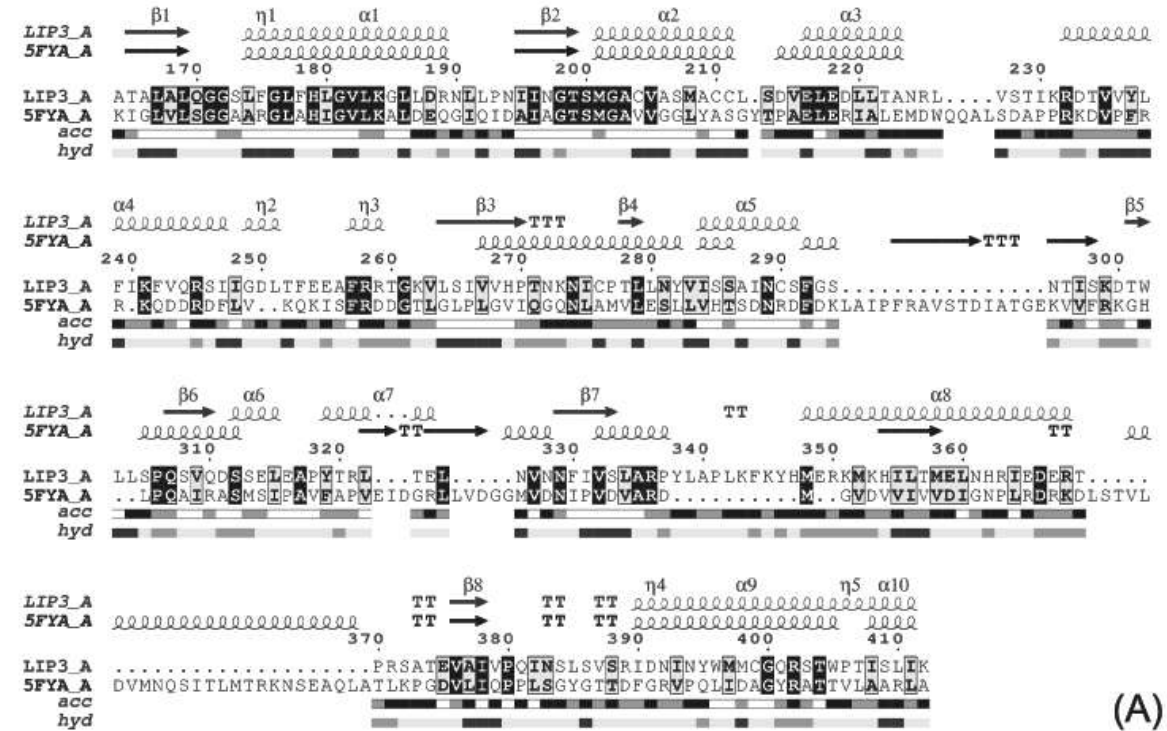 β1 η1 α1 β2 α2 α3
LIP3_A
5FYA_A
170 180 190 200 210 220 230
LIP3_A ATALALQGGSLFGLFHLGVLKGLLDRNLLPNIINGTSMGACVASMACCL.SDVELEDLLTANRL....VSTIKRDTVVYL
5FYA_A KIGLVLSGGAARGLAHIGVLKALDEQGIQIDAIAGTSMGAVVGGLYASGYTPAELERIALEMDWQQALSDAPPRKDVPFR
acc
hyd
α4 η2 η3 β3 TTT β4 α5 β5
LIP3_A
5FYA_A TTT
240 250 260 270 280 290 300
LIP3_A FIKFVQRSIIGDLTFEEAFRRTGKVLSIVVHPTNKNICPTLLNYVISSAINCSFGS................NTISKDTW
5FYA_A R.KQDDRDFLV..KQKISFRDDGTLGLPLGVIQGQNLAMVLESLLVHTSDNRDFDKLAIPFRAVSTDIATGEKVVFRKGH
acc
hyd
β6 α6 α7 β7 α8
LIP3_A .... TT
5FYA_A TT TT
310 320 330 340 350 360
LIP3_A LLSPQSVQDSSELEAPYTRL...TEL.....NVNNFIVSLARPYLAPLKFKYHMERKMKHILTMELNHRIEDERT.....
5FYA_A ..LPQAIRASMSIPAVFAPVEIDGRLLVDGGMVDNIPVDVARD..........M..GVDVVIVVDIGNPLRDRKDLSTVL
acc
hyd
β8 η4 α9 η5 α10
LIP3_A TT TT TT
5FYA_A TT TT TT
370 380 390 400 410
LIP3_A ....................PRSATEVAIVPQINSLSVSRIDNINYWMMCGQRSTWPTISLIK
5FYA_A DVMNQSITLMTRKNSEAQLATLKPGDVLIQPPLSGYGTTDFGRVPQLIDAGYRATTVLAARLA
acc
hyd
(A)